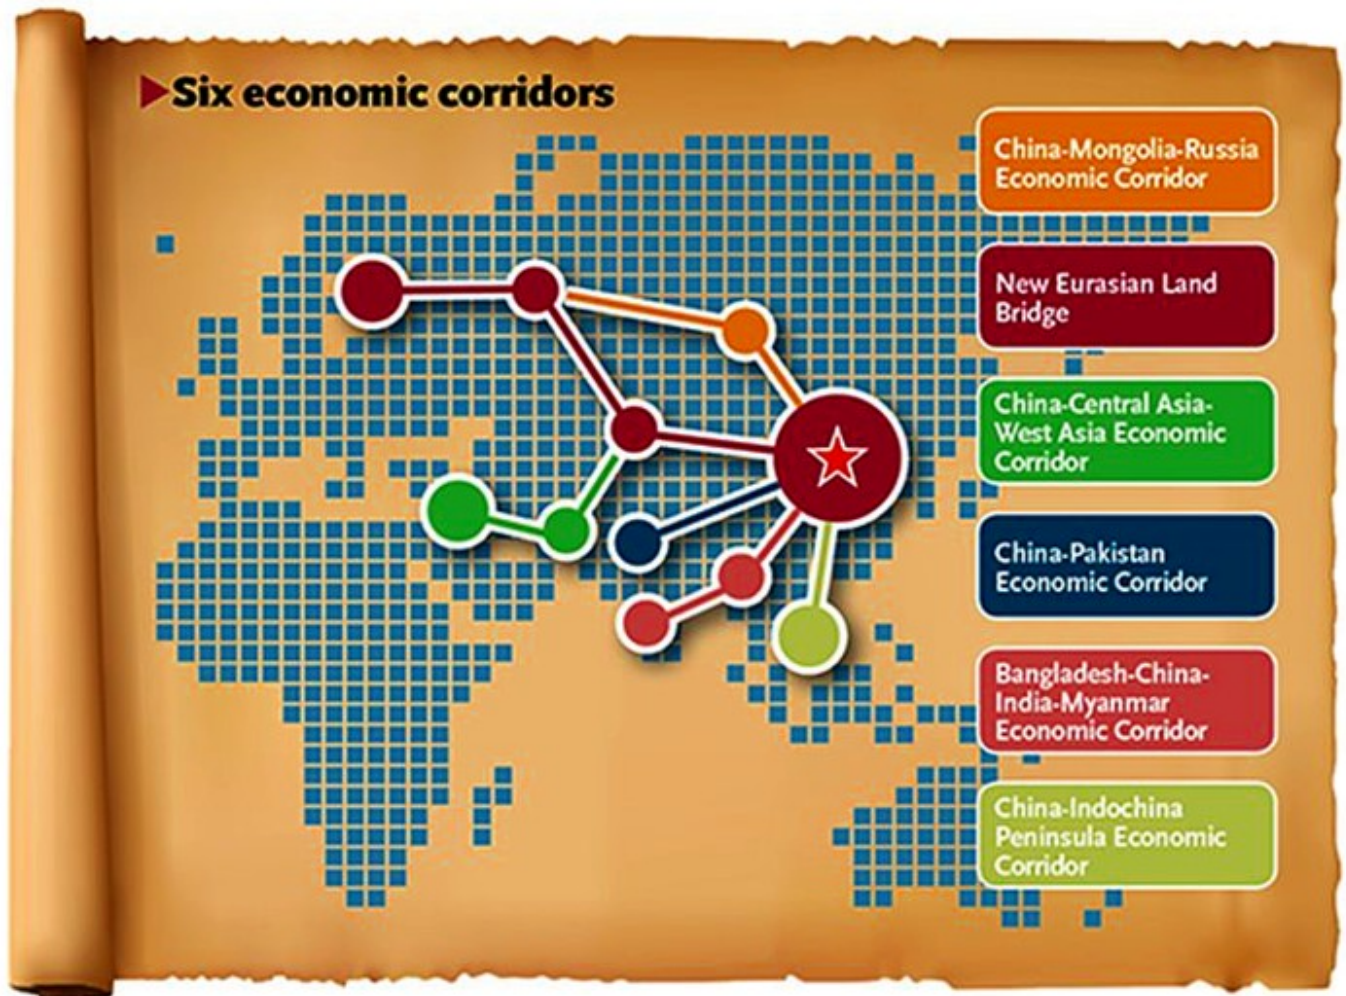 Six economic corridors
China-Mongolia-Russia
Economic Corridor
New Eurasian Land
Bridge
China-Central Asia-
West Asia Economic
Corridor
China-Pakistan
Economic Corridor
Bangladesh-China-
India-Myanmar
Economic Corridor
China-Indochina
Peninsula Economic
Corridor